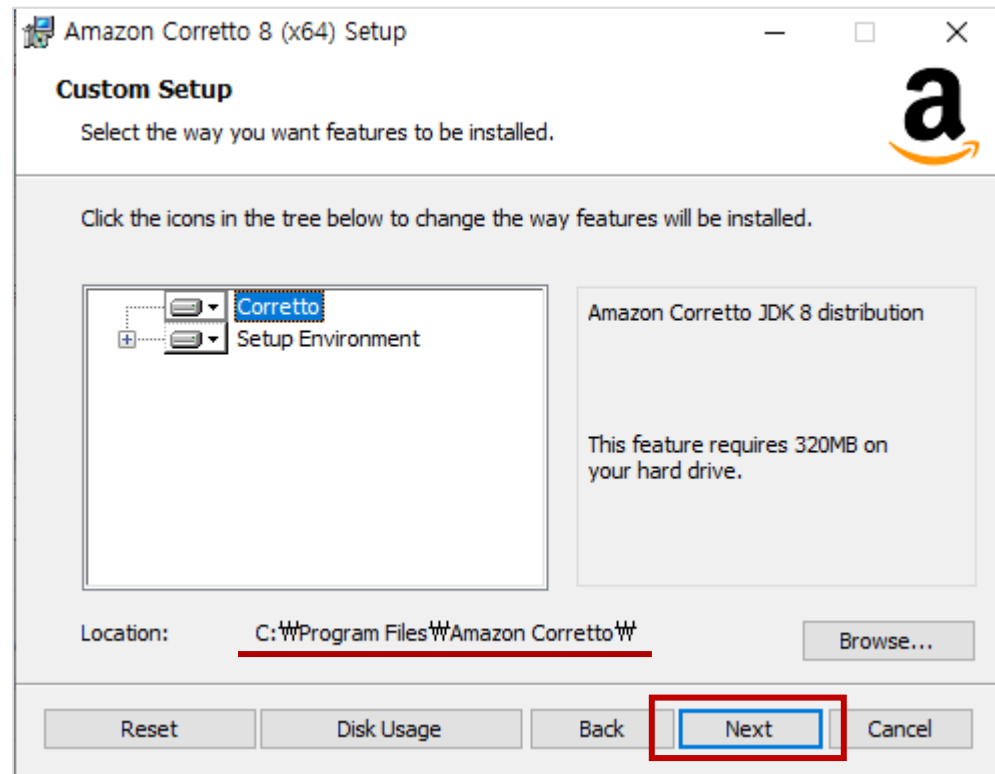 Amazon Corretto 8 (x64) Setup
Custom Setup
Select the way you want features to be installed.
a
Click the icons in the tree below to change the way features will be installed.
Corretto
Setup Environment
Amazon Corretto JDK 8 distribution
This feature requires 320MB on
your hard drive.
Location: C:₩Program Files₩Amazon Corretto₩
Browse...
Reset Disk Usage Back Next Cancel